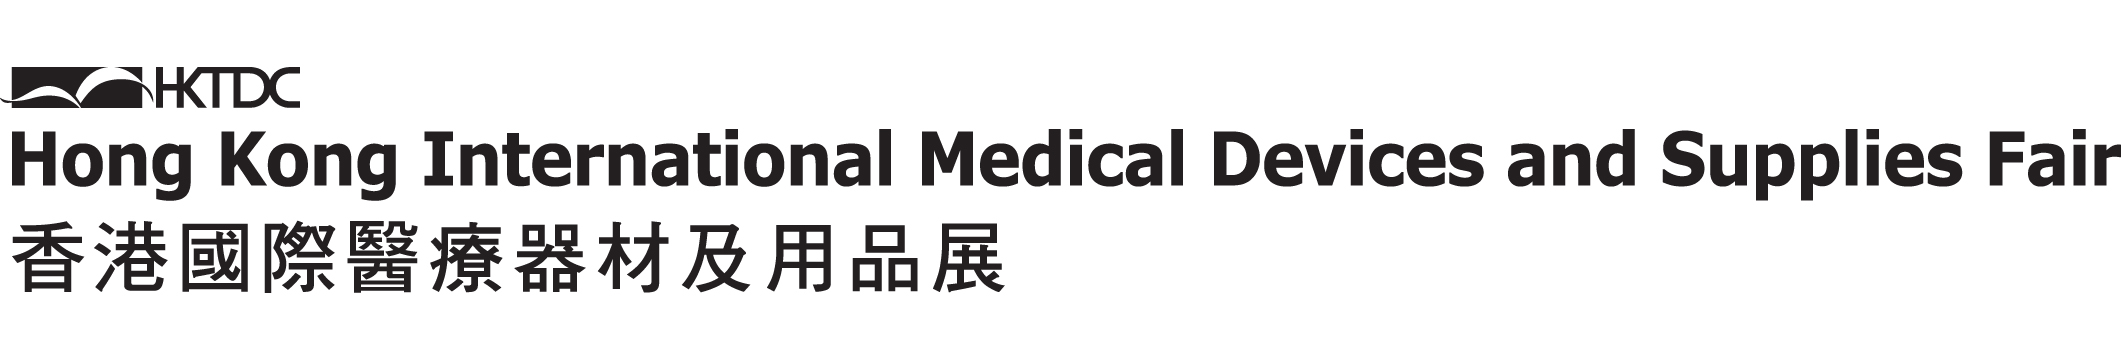 HKTDC
Hong Kong International Medical Devices and Supplies Fair
香港國際醫療器材及用品展